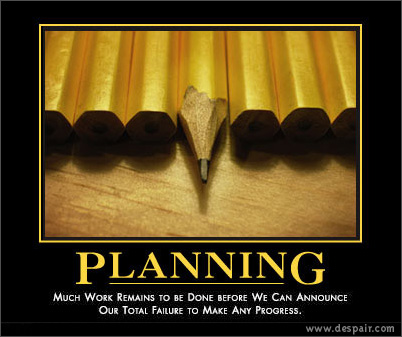 PLANNING
MUCH WORK REMAINS TO BE DONE BEFORE WE CAN ANNOUNCE
OUR TOTAL FAILURE TO MAKE ANY PROGRESS.
www.despair.com